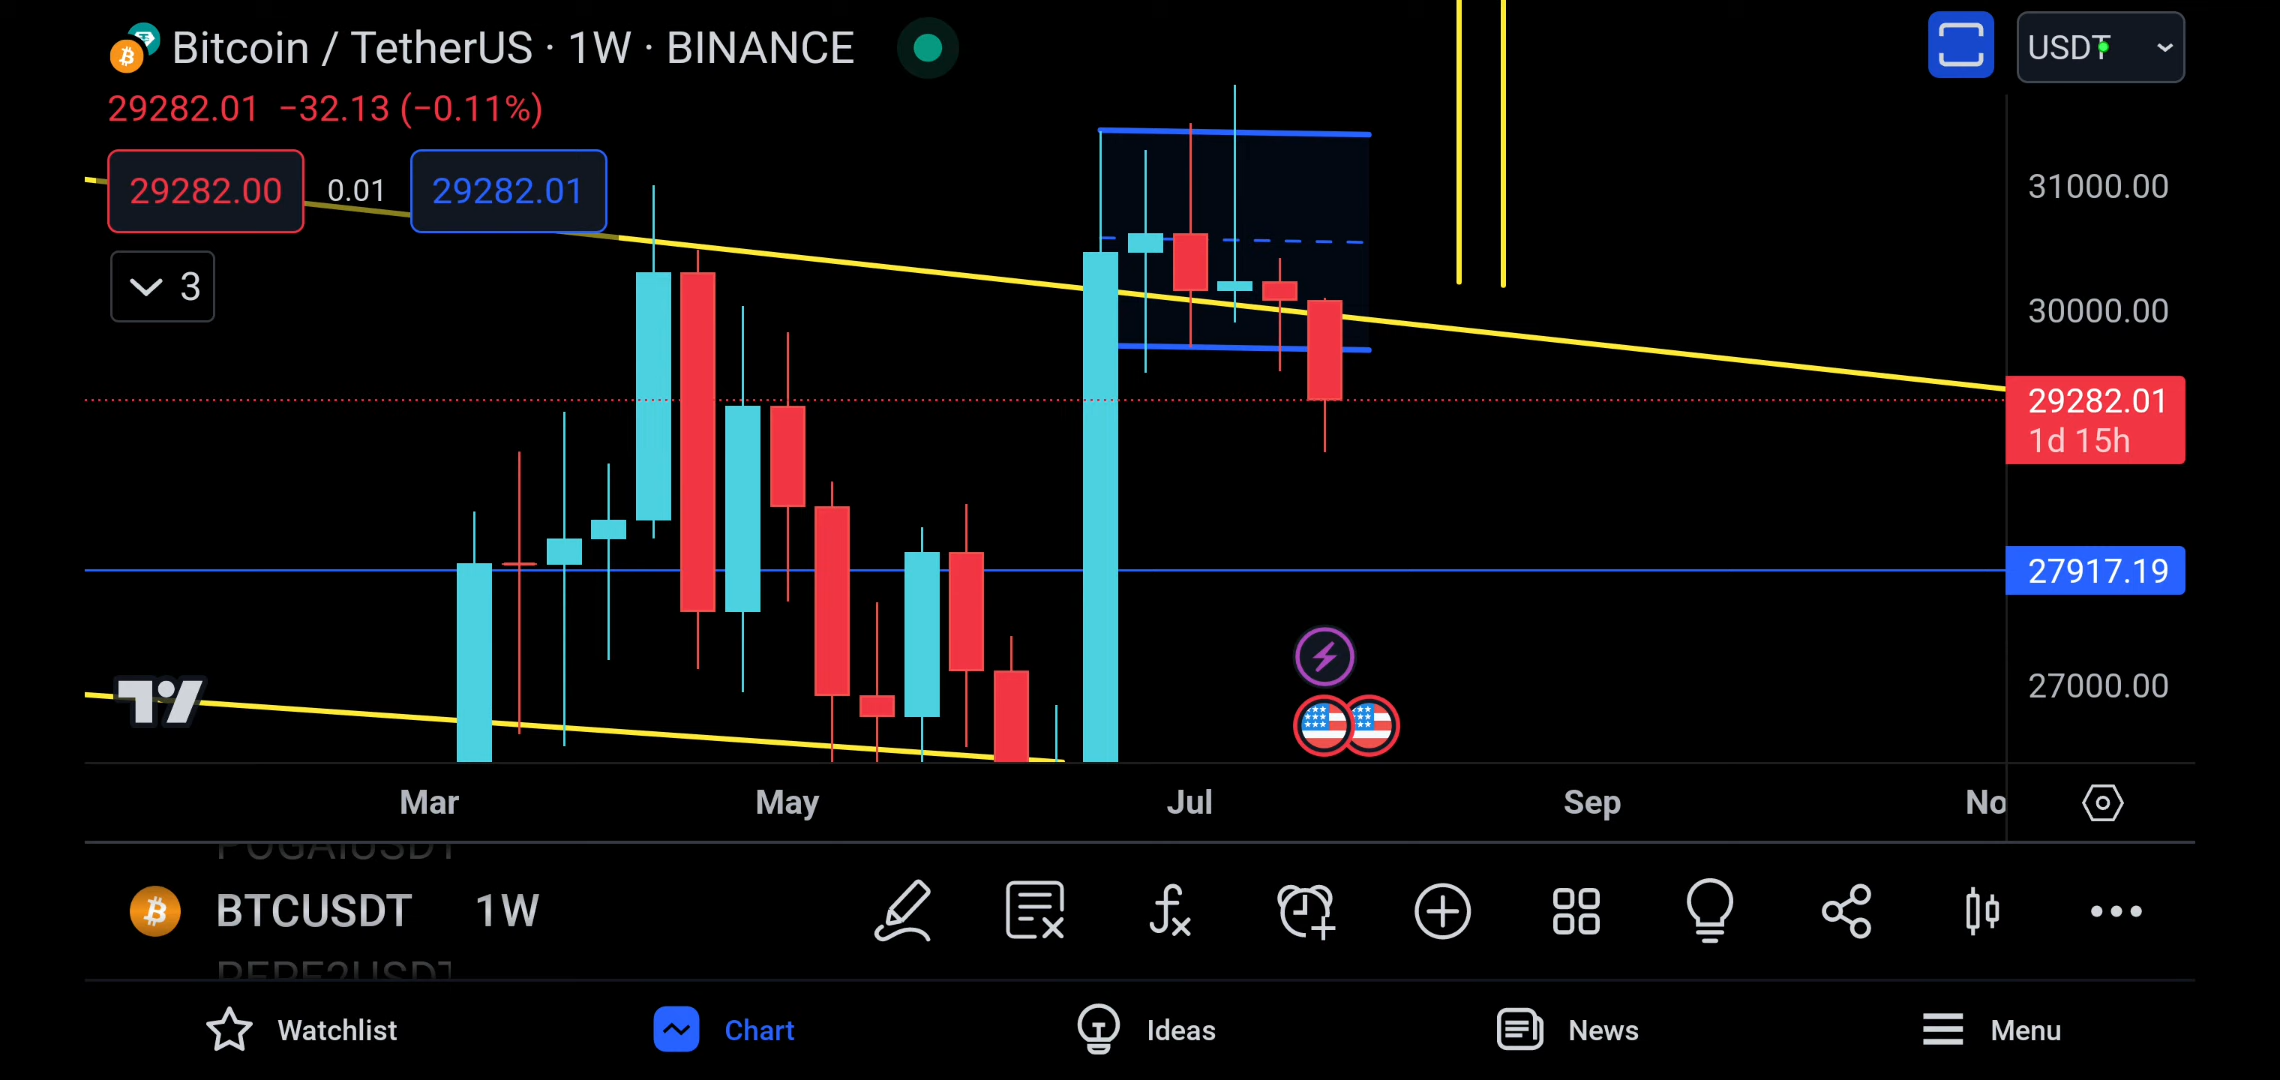 Bitcoin / TetherUS · 1W · BINANCE
USDT
29282.01 −32.13 (−0.11%)
29282.00 0.01 29282.01
3
31000.00
30000.00
29282.01
1d 15h
27917.19
27000.00
Mar May Jul Sep No
BTCUSDT 1W
Watchlist Chart Ideas News Menu